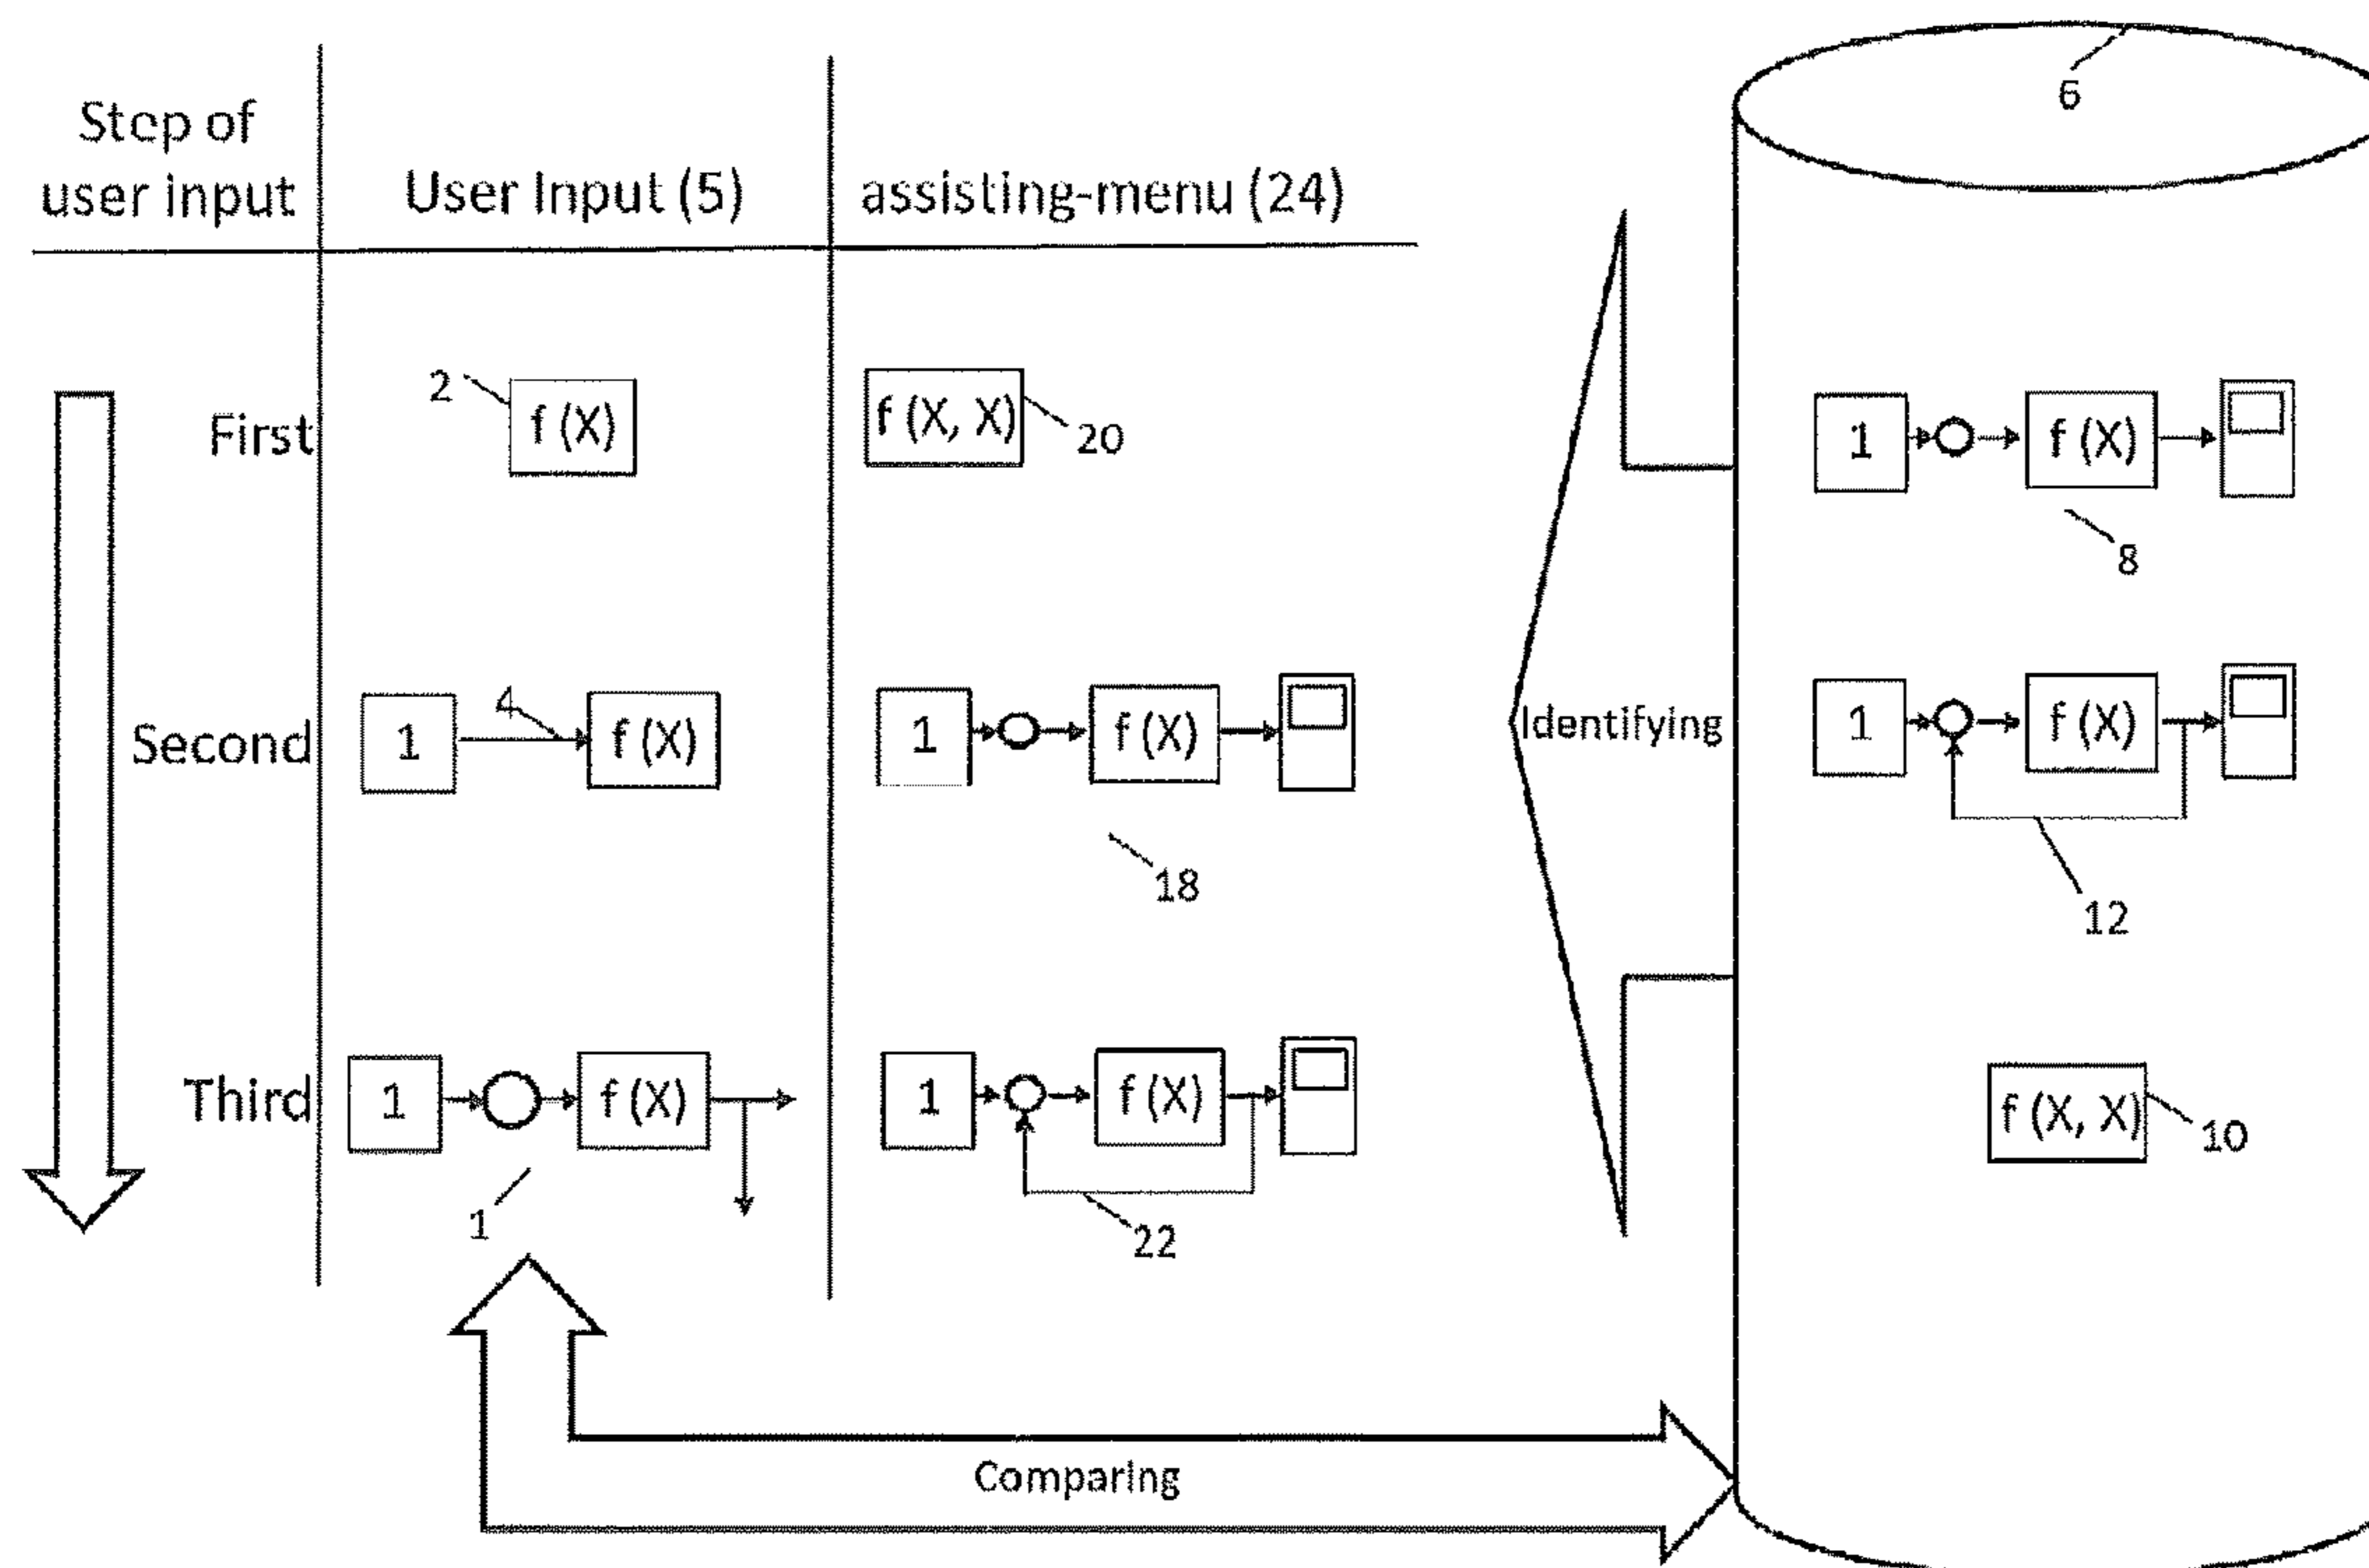 Step of
user input
User Input (5)
assisting-menu (24)
6
First
2
f (X)
f (X, X)
20
1
f (X)
8
Second
1
4
f (X)
1
f (X)
18
Identifying
1
f (X)
12
Third
1
f (X)
1
1
f (X)
22
f (X, X)
10
Comparing